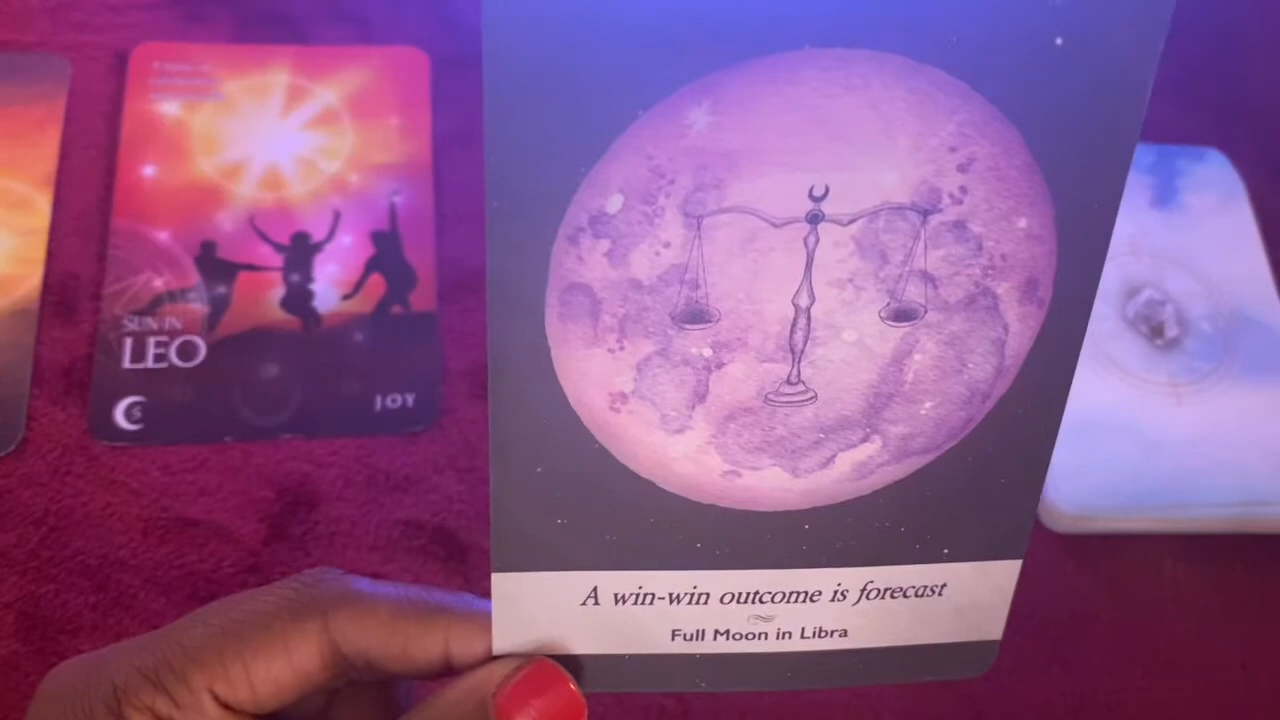 SUN IN
LEO
JOY
A win-win outcome is forecast
Full Moon in Libra